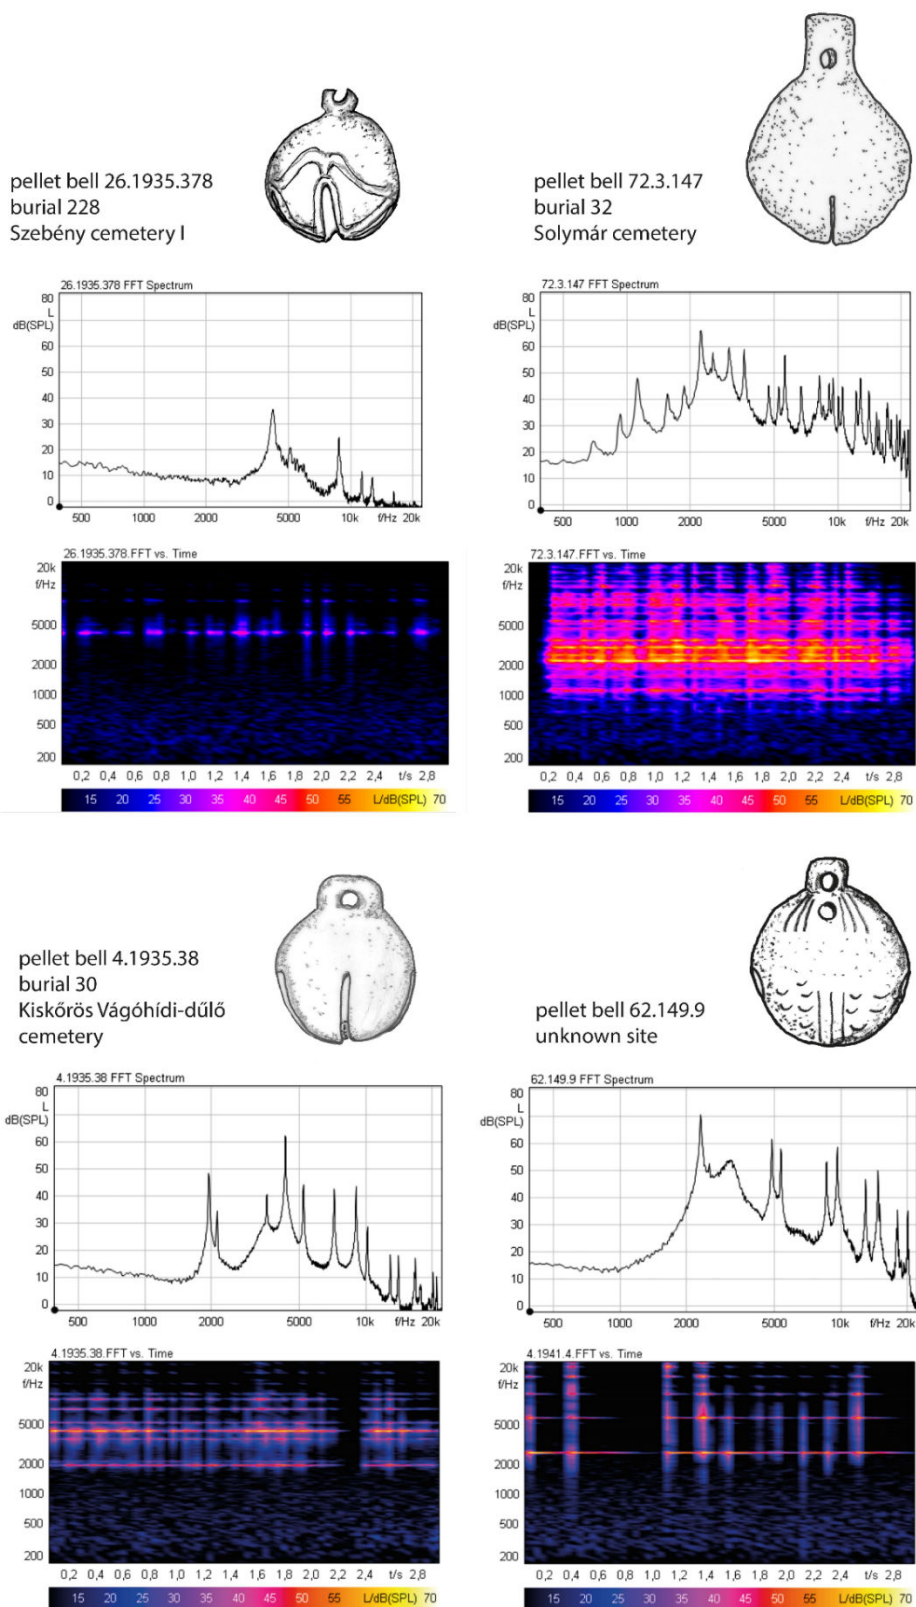 pellet bell 26.1935.378
burial 228
Szebény cemetery I
pellet bell 72.3.147
burial 32
Solymár cemetery
26.1935.378 FFT Spectrum
80
L
dB(SPL)
60
50
40
30
20
10
0
500 1000 2000 5000 10k f/Hz 20k
72.3.147 FFT Spectrum
80
L
dB(SPL)
60
50
40
30
20
10
0
500 1000 2000 5000 10k f/Hz 20k
26.1935.378.FFT vs. Time
20k
f/Hz
5000
2000
1000
500
200
0,2 0,4 0,6 0,8 1,0 1,2 1,4 1,6 1,8 2,0 2,2 2,4 t/s 2,8
15 20 25 30 35 40 45 50 55 L/dB(SPL) 70
72.3.147.FFT vs. Time
20k
f/Hz
5000
2000
1000
500
200
0,2 0,4 0,6 0,8 1,0 1,2 1,4 1,6 1,8 2,0 2,2 2,4 t/s 2,8
15 20 25 30 35 40 45 50 55 L/dB(SPL) 70
pellet bell 4.1935.38
burial 30
Kiskőrös Vágóhídi-dűlő
cemetery
pellet bell 62.149.9
unknown site
4.1935.38 FFT Spectrum
80
L
dB(SPL)
60
50
40
30
20
10
0
500 1000 2000 5000 10k f/Hz 20k
62.149.9 FFT Spectrum
80
L
dB(SPL)
60
50
40
30
20
10
0
500 1000 2000 5000 10k f/Hz 20k
4.1935.38.FFT vs. Time
20k
f/Hz
5000
2000
1000
500
200
0,2 0,4 0,6 0,8 1,0 1,2 1,4 1,6 1,8 2,0 2,2 2,4 t/s 2,8
15 20 25 30 35 40 45 50 55 L/dB(SPL) 70
4.1941.4.FFT vs. Time
20k
f/Hz
5000
2000
1000
500
200
0,2 0,4 0,6 0,8 1,0 1,2 1,4 1,6 1,8 2,0 2,2 2,4 t/s 2,8
15 20 25 30 35 40 45 50 55 L/dB(SPL) 70